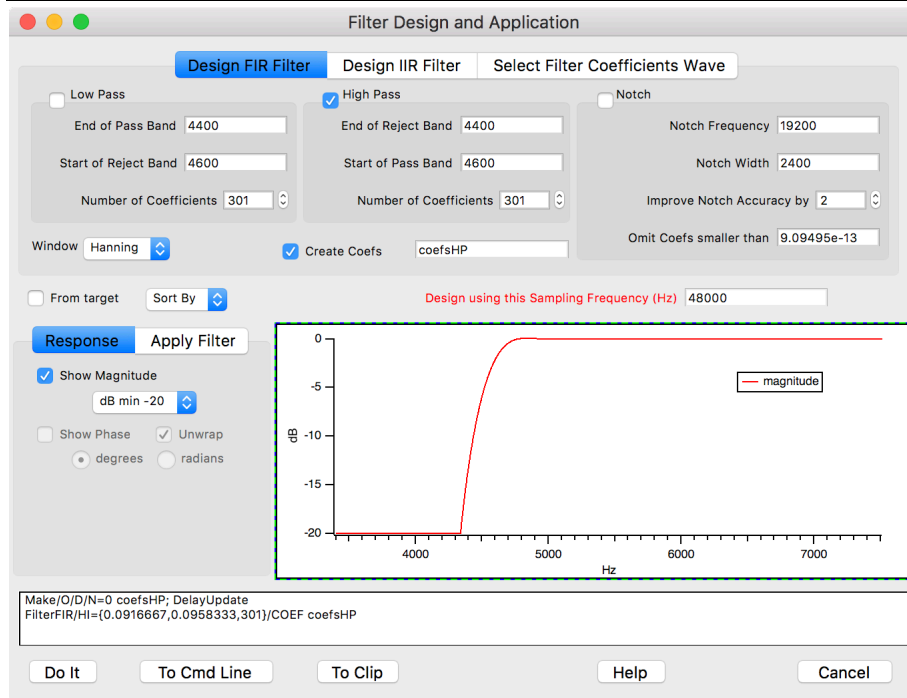 Filter Design and Application
Design FIR Filter Design IIR Filter Select Filter Coefficients Wave
Low Pass
End of Pass Band 4400
Start of Reject Band 4600
Number of Coefficients 301
High Pass
End of Reject Band 4400
Start of Pass Band 4600
Number of Coefficients 301
Notch
Notch Frequency 19200
Notch Width 2400
Improve Notch Accuracy by 2
Omit Coefs smaller than 9.09495e-13
Window Hanning
Create Coefs coefsHP
From target Sort By
Design using this Sampling Frequency (Hz) 48000
Response Apply Filter
Show Magnitude
dB min -20
Show Phase Unwrap
degrees radians
0
-5
-10
-15
-20
dB
magnitude
4000 5000 6000 7000
Hz
Make/O/D/N=0 coefsHP; DelayUpdate
FilterFIR/HI={0.0916667,0.0958333,301}/COEF coefsHP
Do It To Cmd Line To Clip Help Cancel